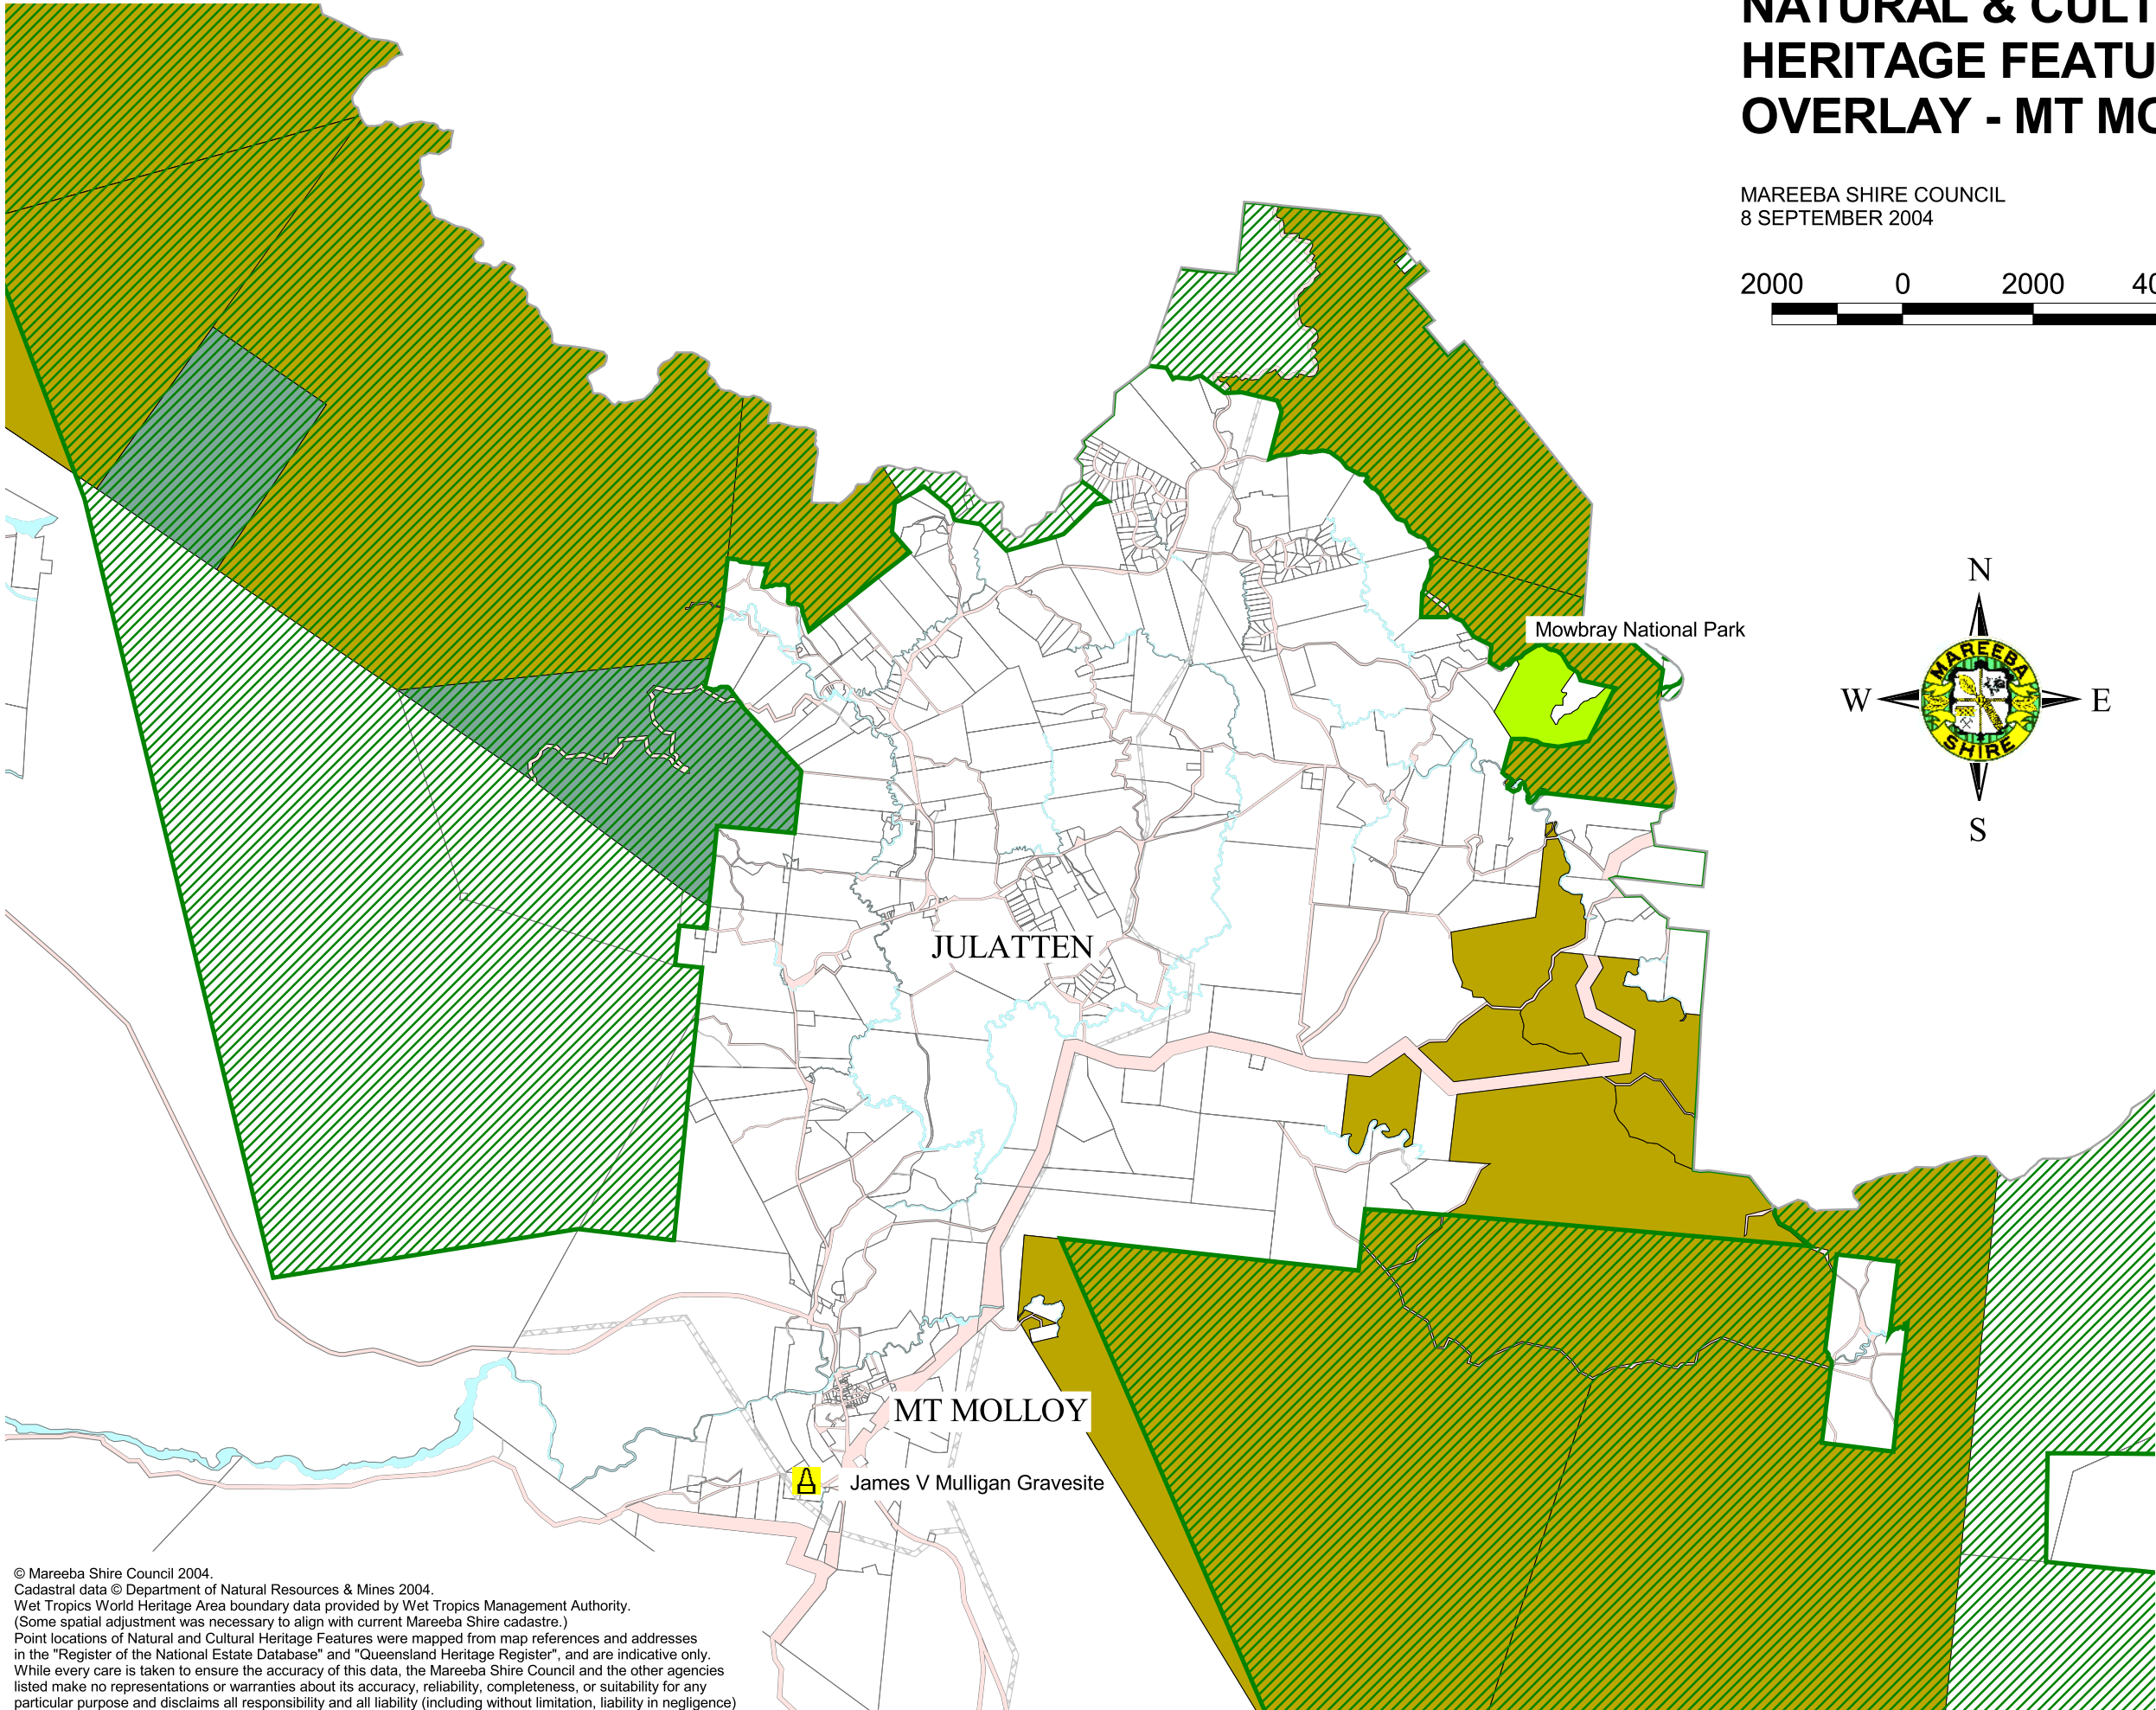 NATURAL & CULT
HERITAGE FEATU
OVERLAY - MT MO
MAREEBA SHIRE COUNCIL
8 SEPTEMBER 2004
2000 0 2000 40
Mowbray National Park
N
W E
S
MAREEBA
SHIRE
JULATTEN
MT MOLLOY
James V Mulligan Gravesite
© Mareeba Shire Council 2004.
Cadastral data © Department of Natural Resources & Mines 2004.
Wet Tropics World Heritage Area boundary data provided by Wet Tropics Management Authority.
(Some spatial adjustment was necessary to align with current Mareeba Shire cadastre.)
Point locations of Natural and Cultural Heritage Features were mapped from map references and addresses
in the "Register of the National Estate Database" and "Queensland Heritage Register", and are indicative only.
While every care is taken to ensure the accuracy of this data, the Mareeba Shire Council and the other agencies
listed make no representations or warranties about its accuracy, reliability, completeness, or suitability for any
particular purpose and disclaims all responsibility and all liability (including without limitation, liability in negligence)